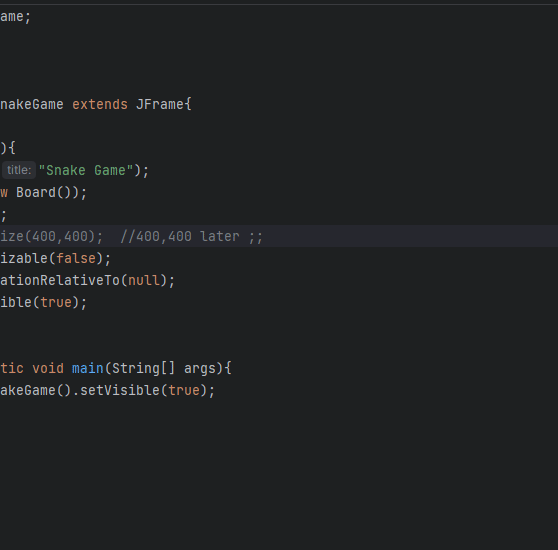 ame;
nakeGame extends JFrame{
){
title: "Snake Game");
w Board());
;
ize(400,400);  //400,400 later ;;
izable(false);
ationRelativeTo(null);
ible(true);
tic void main(String[] args){
akeGame().setVisible(true);